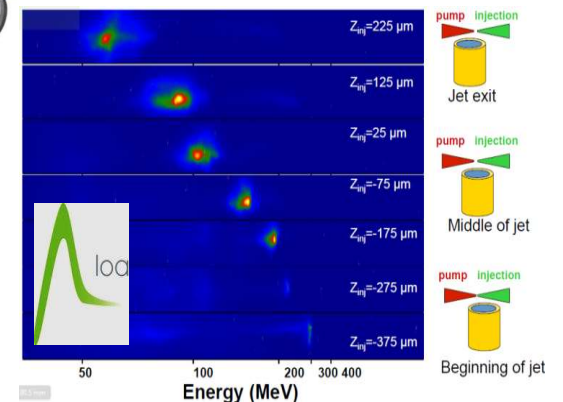 Z_inj=225 µm
Z_inj=125 µm
Z_inj=25 µm
Z_inj=-75 µm
Z_inj=-175 µm
Z_inj=-275 µm
Z_inj=-375 µm
loa
50 100 200 300 400
Energy (MeV)
pump injection
Jet exit
pump injection
Middle of jet
pump injection
Beginning of jet